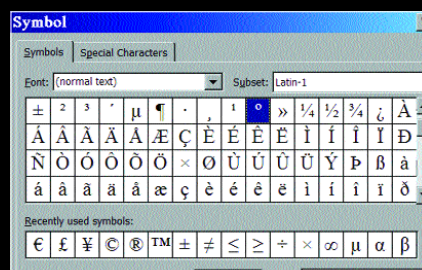 Symbol
Symbols Special Characters
Font: (normal text) Subset: Latin-1
± ² ³ ´ µ ¶ · ¸ ¹ º » ¼ ½ ¾ ¿ À
Á Â Ã Ä Å Æ Ç È É Ê Ë Ì Í Î Ï Ð
Ñ Ò Ó Ô Õ Ö × Ø Ù Ú Û Ü Ý Þ ß à
á â ã ä å æ ç è é ê ë ì í î ï ð
Recently used symbols:
€ £ ¥ © ® ™ ± ≠ ≤ ≥ ÷ × ∞ µ α β